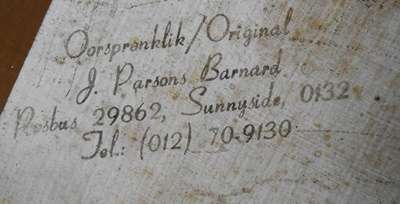 Oorspronklik/Original
J. Parsons Barnard
Posbus 29862, Sunnyside, 0132
Tel.: (012) 70-9130